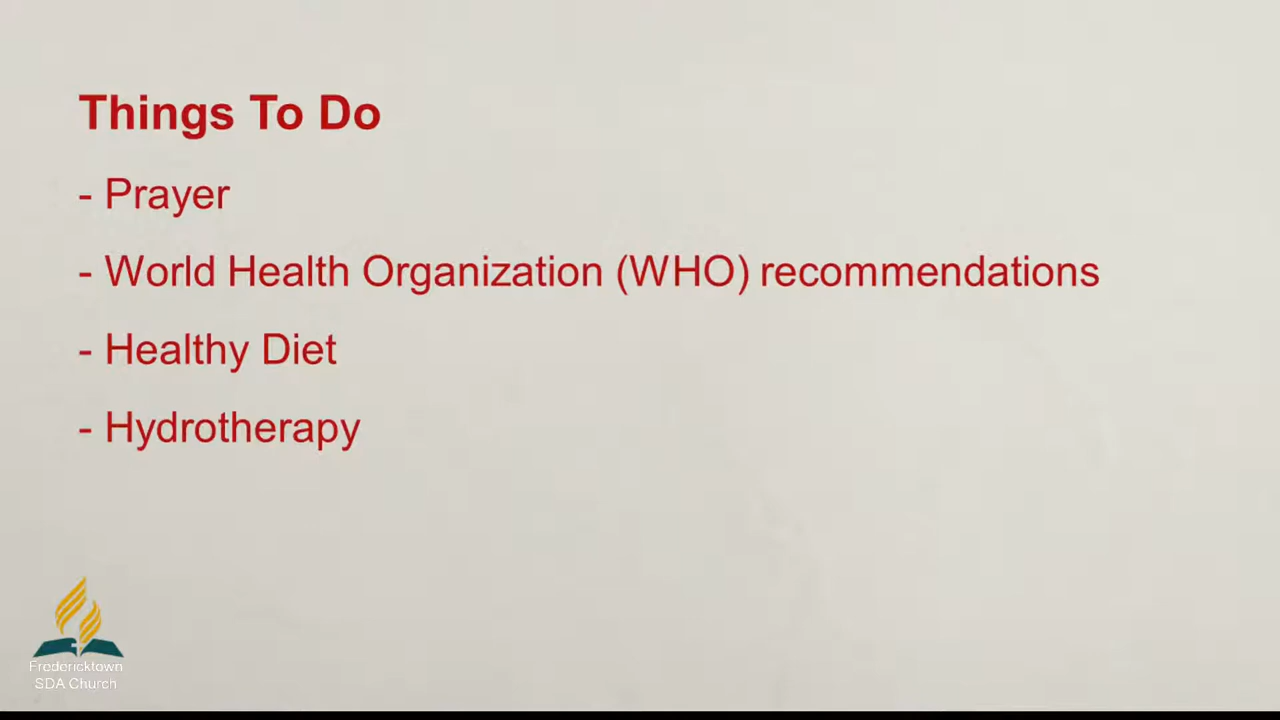 Things To Do
- Prayer
- World Health Organization (WHO) recommendations
- Healthy Diet
- Hydrotherapy
Fredericktown
SDA Church